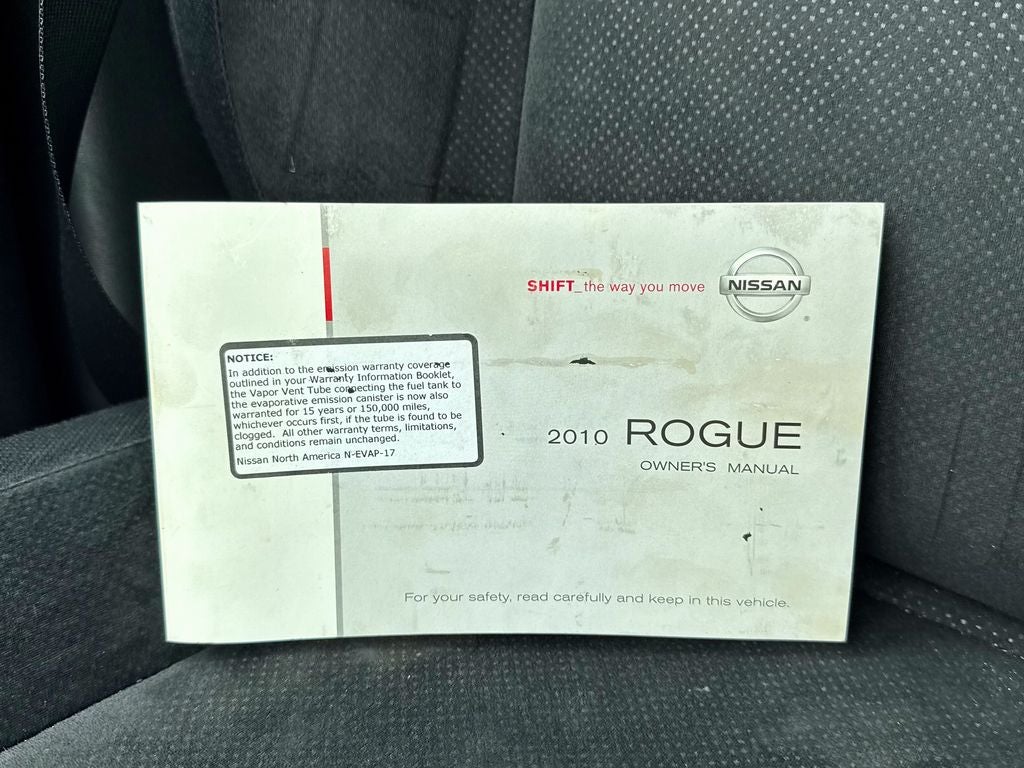 SHIFT_the way you move
NISSAN
NOTICE:
In addition to the emission warranty coverage
outlined in your Warranty Information Booklet,
the Vapor Vent Tube connecting the fuel tank to
the evaporative emission canister is now also
warranted for 15 years or 150,000 miles,
whichever occurs first, if the tube is found to be
clogged. All other warranty terms, limitations,
and conditions remain unchanged.
Nissan North America N-EVAP-17
2010 ROGUE
OWNER'S MANUAL
For your safety, read carefully and keep in this vehicle.